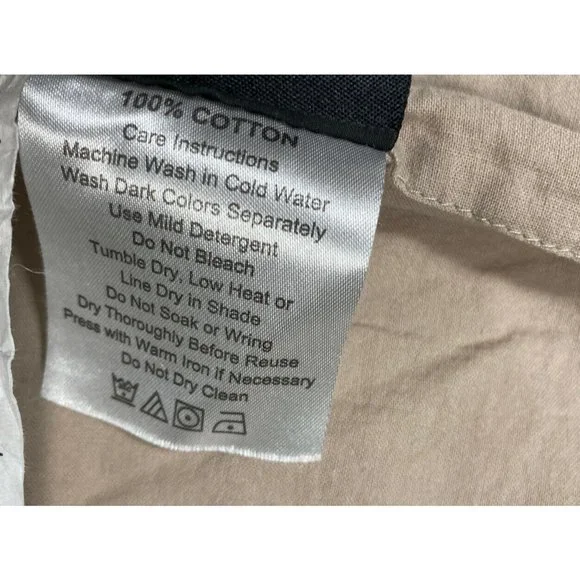 100% COTTON
Care Instructions
Machine Wash in Cold Water
Wash Dark Colors Separately
Use Mild Detergent
Do Not Bleach
Tumble Dry, Low Heat or
Line Dry in Shade
Do Not Soak or Wring
Dry Thoroughly Before Reuse
Press with Warm Iron if Necessary
Do Not Dry Clean